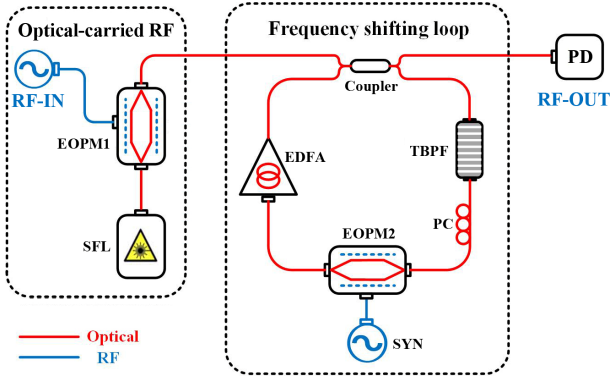 Optical-carried RF
Frequency shifting loop
RF-IN
EOPM1
SFL
Coupler
PD
RF-OUT
EDFA
TBPF
PC
EOPM2
SYN
Optical
RF